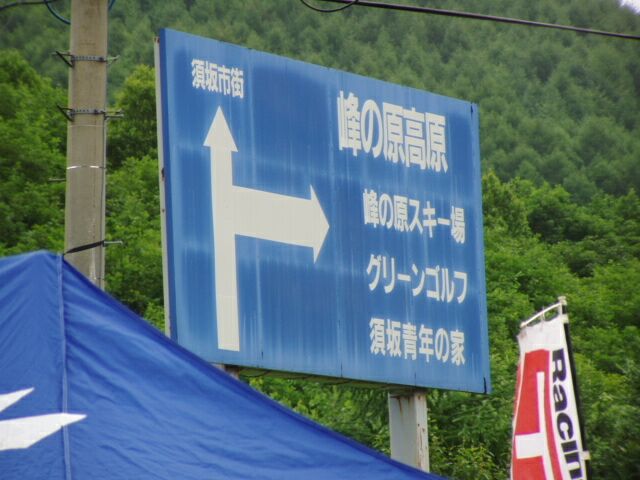 須坂市街
峰の原高原
峰の原スキー場
グリーンゴルフ
須坂青年の家
Racin